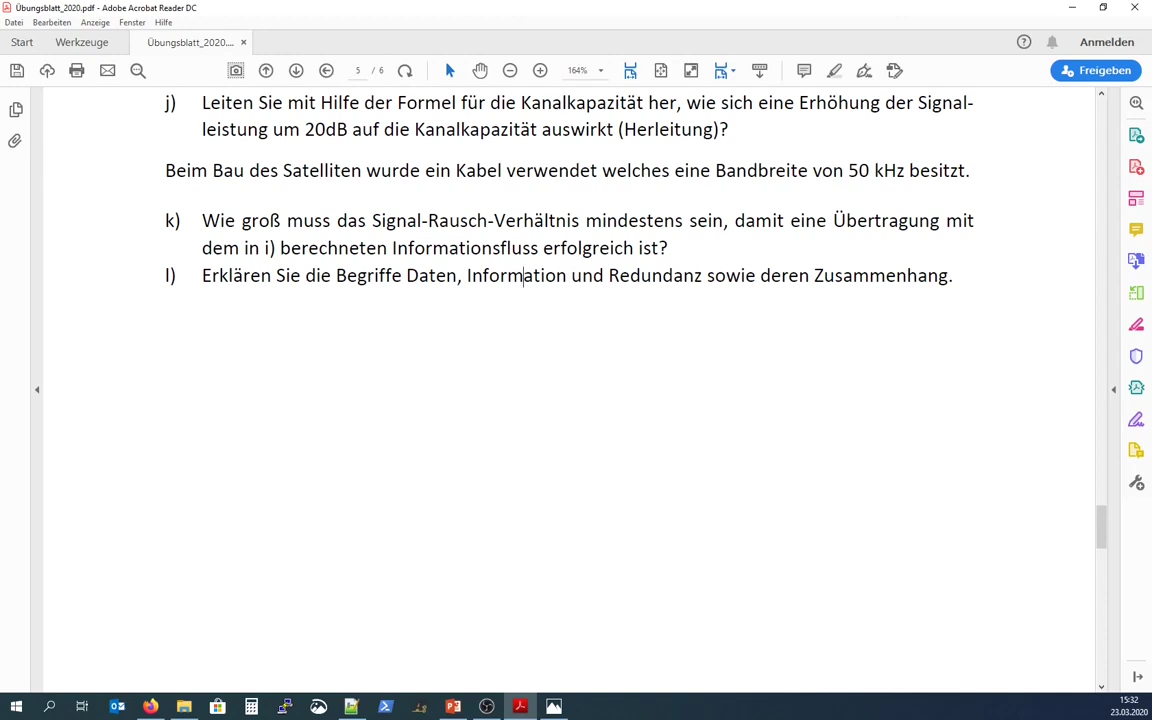 Übungsblatt_2020.pdf - Adobe Acrobat Reader DC
Datei Bearbeiten Anzeige Fenster Hilfe
Start Werkzeuge Übungsblatt_2020.... × Anmelden
5 / 6 164% Freigeben
j) Leiten Sie mit Hilfe der Formel für die Kanalkapazität her, wie sich eine Erhöhung der Signal-
leistung um 20dB auf die Kanalkapazität auswirkt (Herleitung)?
Beim Bau des Satelliten wurde ein Kabel verwendet welches eine Bandbreite von 50 kHz besitzt.
k) Wie groß muss das Signal-Rausch-Verhältnis mindestens sein, damit eine Übertragung mit
dem in i) berechneten Informationsfluss erfolgreich ist?
l) Erklären Sie die Begriffe Daten, Information und Redundanz sowie deren Zusammenhang.
15:32
23.03.2020